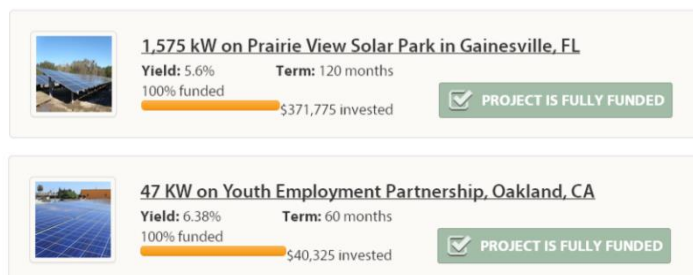 1,575 kW on Prairie View Solar Park in Gainesville, FL
Yield: 5.6% Term: 120 months
100% funded
$371,775 invested
PROJECT IS FULLY FUNDED
47 KW on Youth Employment Partnership, Oakland, CA
Yield: 6.38% Term: 60 months
100% funded
$40,325 invested
PROJECT IS FULLY FUNDED